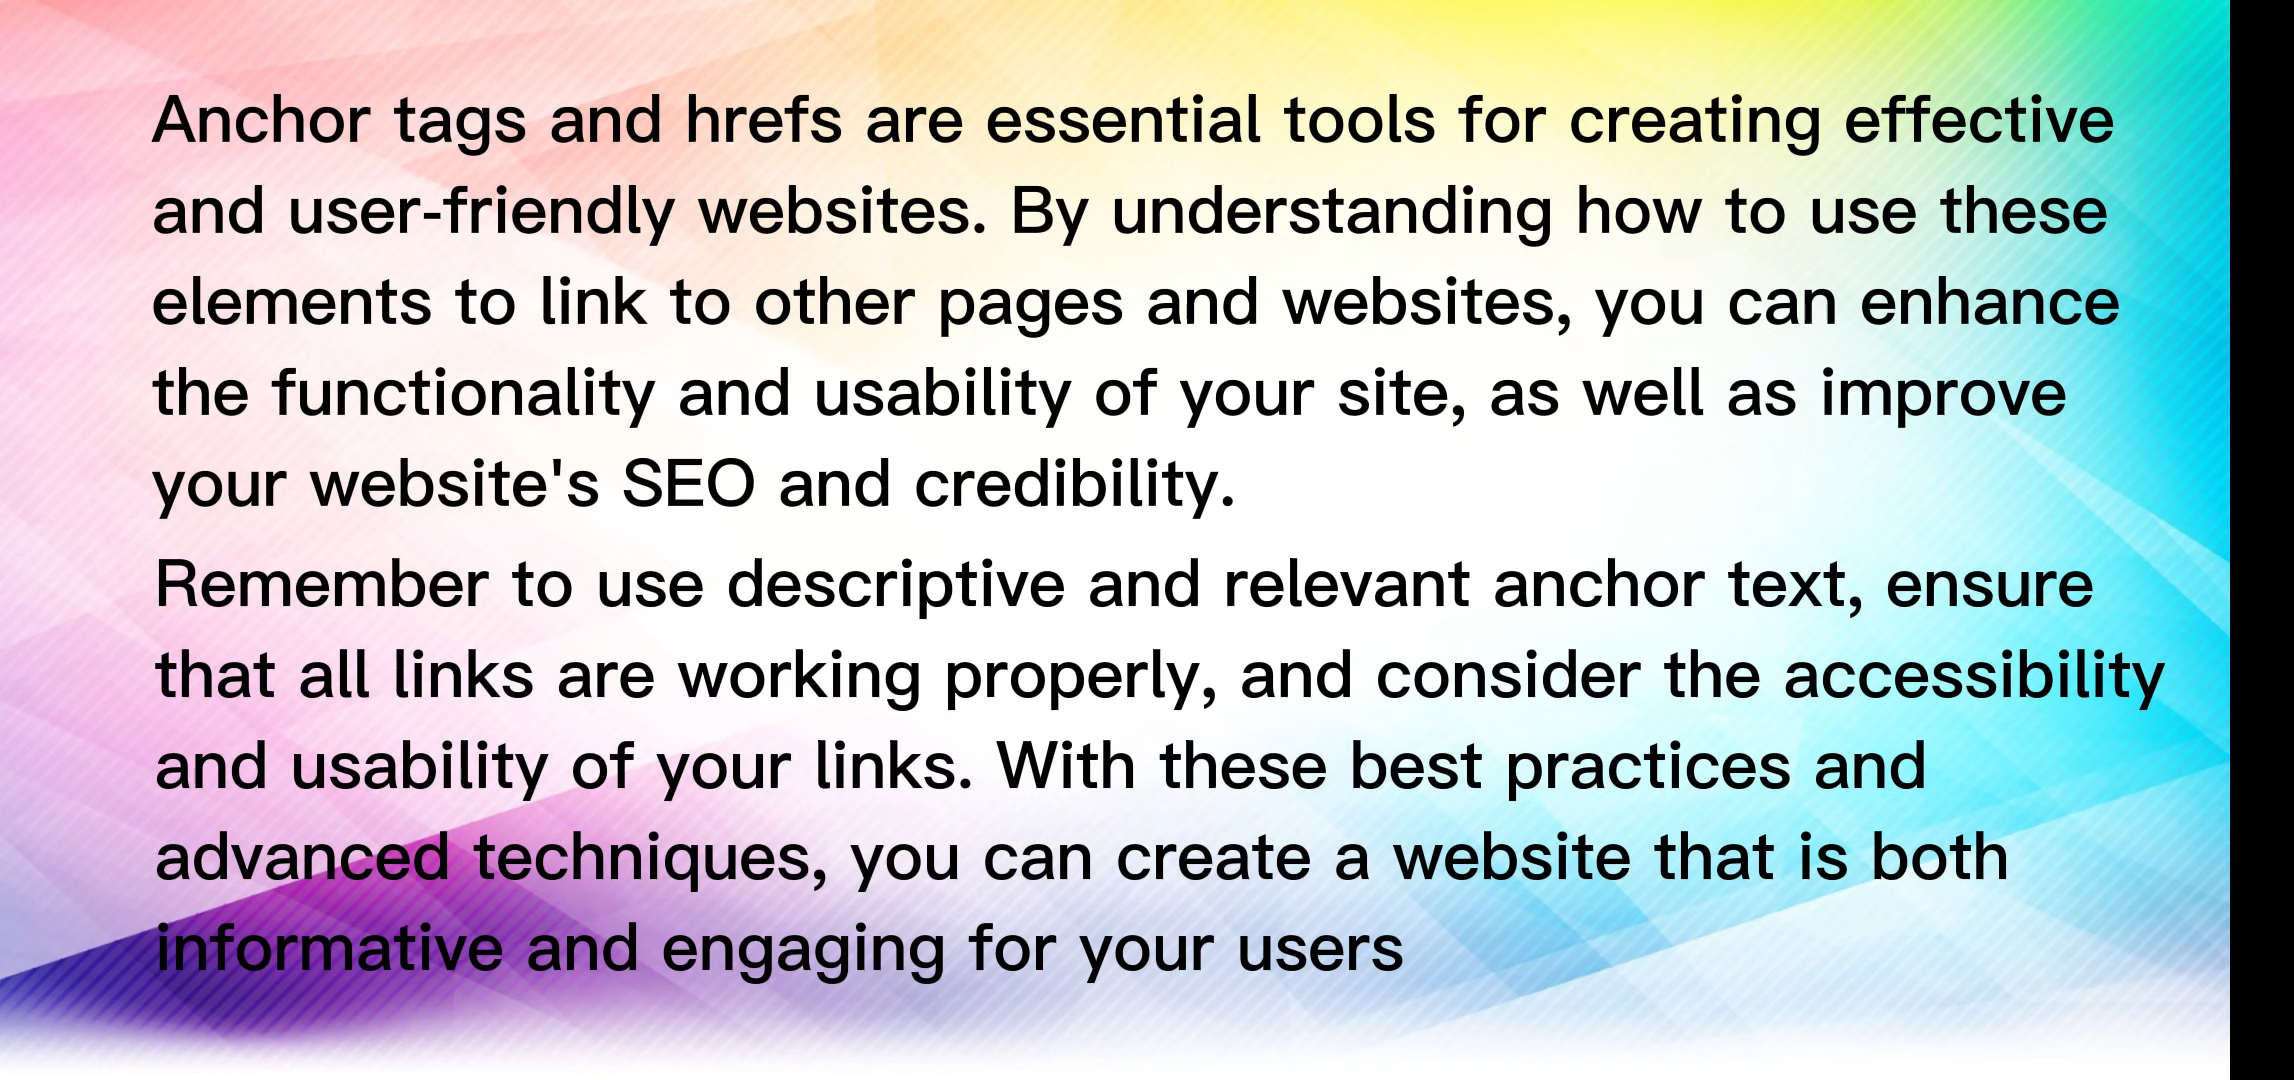 Anchor tags and hrefs are essential tools for creating effective
and user-friendly websites. By understanding how to use these
elements to link to other pages and websites, you can enhance
the functionality and usability of your site, as well as improve
your website's SEO and credibility.
Remember to use descriptive and relevant anchor text, ensure
that all links are working properly, and consider the accessibility
and usability of your links. With these best practices and
advanced techniques, you can create a website that is both
informative and engaging for your users